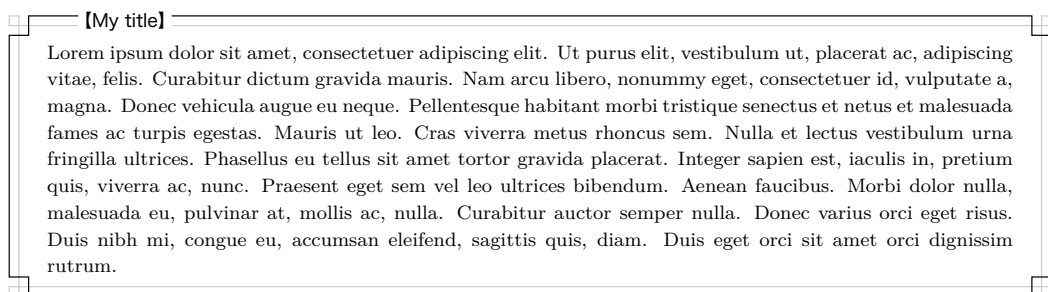 【My title】
Lorem ipsum dolor sit amet, consectetuer adipiscing elit. Ut purus elit, vestibulum ut, placerat ac, adipiscing
vitae, felis. Curabitur dictum gravida mauris. Nam arcu libero, nonummy eget, consectetuer id, vulputate a,
magna. Donec vehicula augue eu neque. Pellentesque habitant morbi tristique senectus et netus et malesuada
fames ac turpis egestas. Mauris ut leo. Cras viverra metus rhoncus sem. Nulla et lectus vestibulum urna
fringilla ultrices. Phasellus eu tellus sit amet tortor gravida placerat. Integer sapien est, iaculis in, pretium
quis, viverra ac, nunc. Praesent eget sem vel leo ultrices bibendum. Aenean faucibus. Morbi dolor nulla,
malesuada eu, pulvinar at, mollis ac, nulla. Curabitur auctor semper nulla. Donec varius orci eget risus.
Duis nibh mi, congue eu, accumsan eleifend, sagittis quis, diam. Duis eget orci sit amet orci dignissim
rutrum.